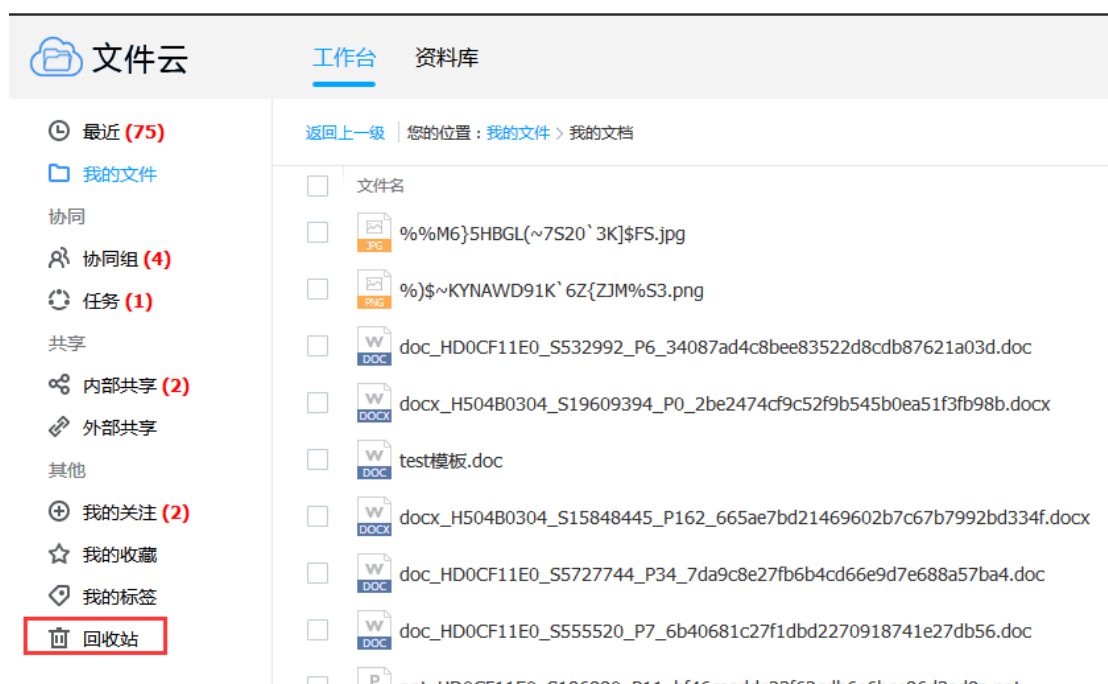 文件云
工作台 资料库
最近 (75)
我的文件
协同
协同组 (4)
任务 (1)
共享
内部共享 (2)
外部共享
其他
我的关注 (2)
我的收藏
我的标签
回收站
返回上一级 您的位置：我的文件 > 我的文档
文件名
JPG %%M6}5HBGL(~7S20`3K]$FS.jpg
PNG %)$~KYNAWD91K`6Z{ZJM%S3.png
W DOC doc_HD0CF11E0_S532992_P6_34087ad4c8bee83522d8cdb87621a03d.doc
W DOCX docx_H504B0304_S19609394_P0_2be2474cf9c52f9b545b0ea51f3fb98b.docx
W DOC test模板.doc
W DOCX docx_H504B0304_S15848445_P162_665ae7bd21469602b7c67b7992bd334f.docx
W DOC doc_HD0CF11E0_S5727744_P34_7da9c8e27fb6b4cd66e9d7e688a57ba4.doc
W DOC doc_HD0CF11E0_S555520_P7_6b40681c27f1dbd2270918741e27db56.doc
P